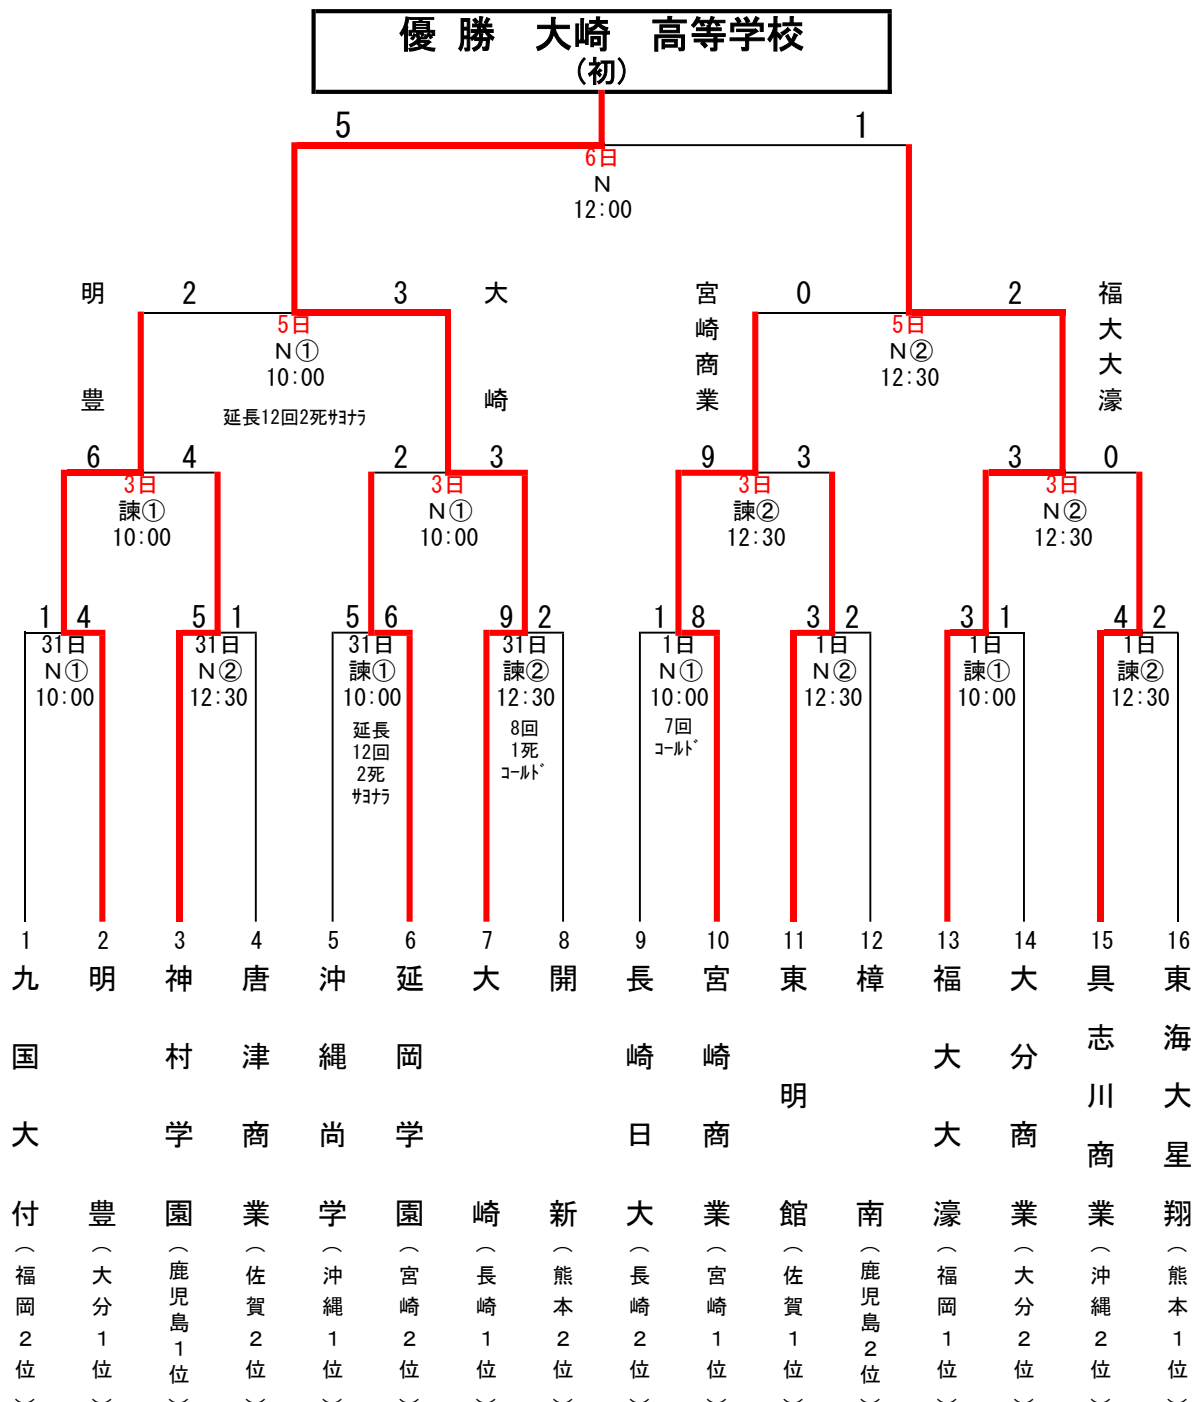 優勝 大崎 高等学校
(初)
5 1
6日
N
12:00
明豊 2 3 大崎
宮崎商業 0 2 福大大濠
5日
N①
10:00
延長12回2死ｻﾖﾅﾗ
5日
N②
12:30
6 4
3日
諫①
10:00
2 3
3日
N①
10:00
9 3
3日
諫②
12:30
3 0
3日
N②
12:30
1 4
31日
N①
10:00
5 1
31日
N②
12:30
5 6
31日
諫①
10:00
延長
12回
2死
ｻﾖﾅﾗ
9 2
31日
諫②
12:30
8回
1死
ｺｰﾙﾄﾞ
1 8
1日
N①
10:00
7回
ｺｰﾙﾄﾞ
3 2
1日
N②
12:30
3 1
1日
諫①
10:00
4 2
1日
諫②
12:30
1 九国大付（福岡2位）
2 明豊（大分1位）
3 神村学園（鹿児島1位）
4 唐津商業（佐賀2位）
5 沖縄尚学（沖縄1位）
6 延岡学園（宮崎2位）
7 大崎（長崎1位）
8 開新（熊本2位）
9 長崎日大（長崎2位）
10 宮崎商業（宮崎1位）
11 東明館（佐賀1位）
12 樟南（鹿児島2位）
13 福大大濠（福岡1位）
14 大分商業（大分2位）
15 具志川商業（沖縄2位）
16 東海大星翔（熊本1位）